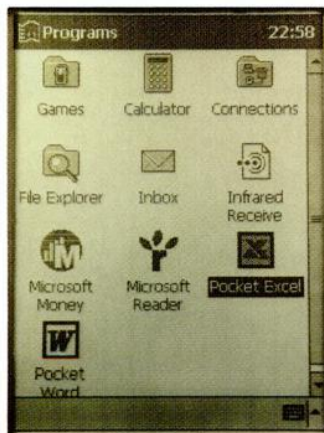 Programs 22:58
Games Calculator Connections
File Explorer Inbox Infrared
Receive
Microsoft Microsoft Pocket Excel
Money Reader
Pocket
Word